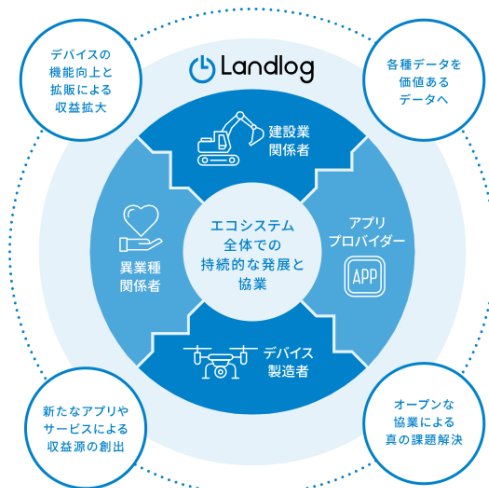 デバイスの
機能向上と
拡販による
収益拡大
Landlog
各種データを
価値ある
データへ
建設業
関係者
異業種
関係者
エコシステム
全体での
持続的な発展と
協業
アプリ
プロバイダー
APP
デバイス
製造者
新たなアプリや
サービスによる
収益源の創出
オープンな
協業による
真の課題解決